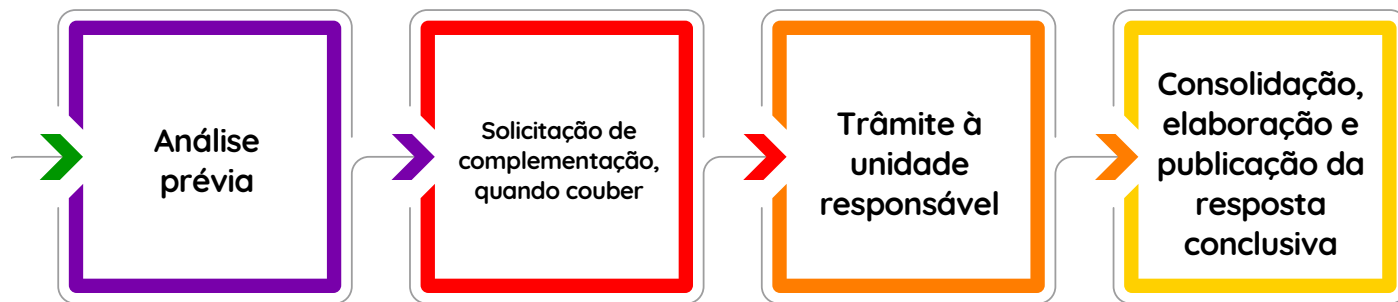 Análise
prévia
Solicitação de
complementação,
quando couber
Trâmite à
unidade
responsável
Consolidação,
elaboração e
publicação da
resposta
conclusiva